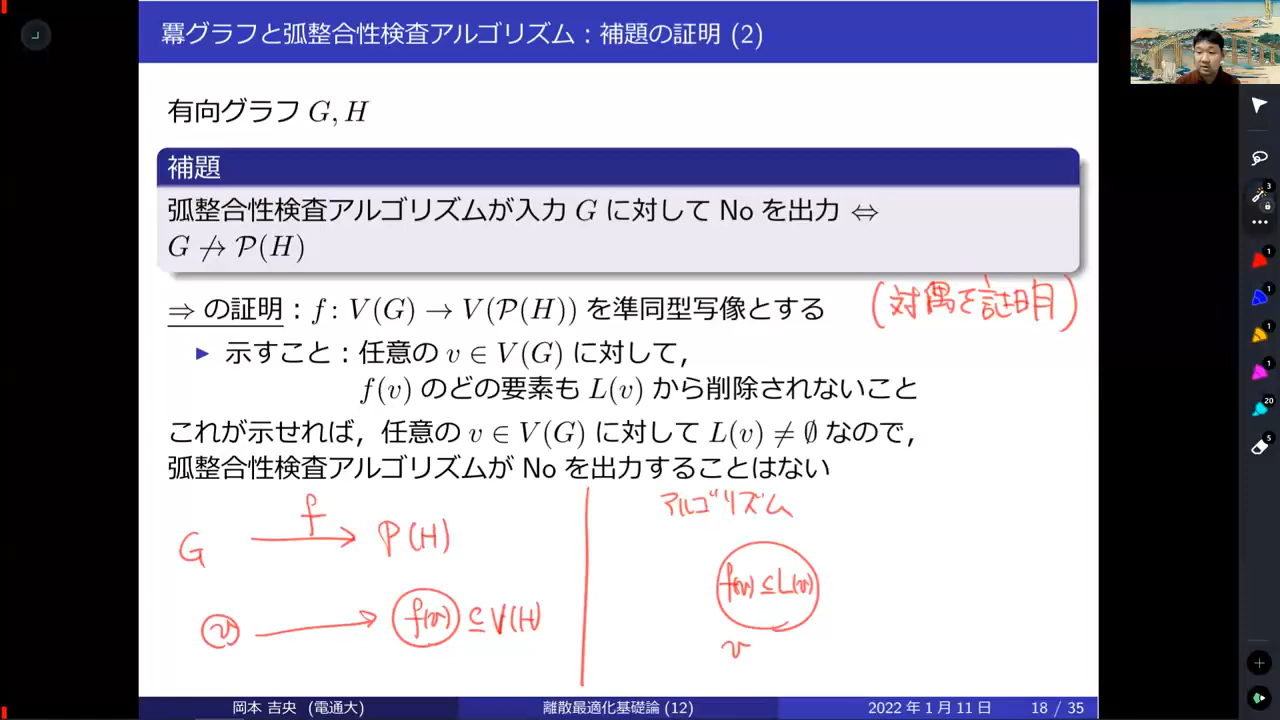 羃グラフと弧整合性検査アルゴリズム：補題の証明 (2)
有向グラフ G, H
補題
弧整合性検査アルゴリズムが入力 G に対して No を出力 ⇔
G ↛ 𝒫(H)
⇒ の証明：f : V(G) → V(𝒫(H)) を準同型写像とする
(対偶を証明)
▶ 示すこと：任意の v ∈ V(G) に対して，
f(v) のどの要素も L(v) から削除されないこと
これが示せれば，任意の v ∈ V(G) に対して L(v) ≠ ∅ なので，
弧整合性検査アルゴリズムが No を出力することはない
G f→ P(H)
v → f(v) ⊆ V(H)
アルゴリズム
f(v) ⊆ L(v)
v
岡本 吉央 (電通大) 離散最適化基礎論 (12) 2022 年 1 月 11 日 18 / 35
3
1
1
1
1
20
5